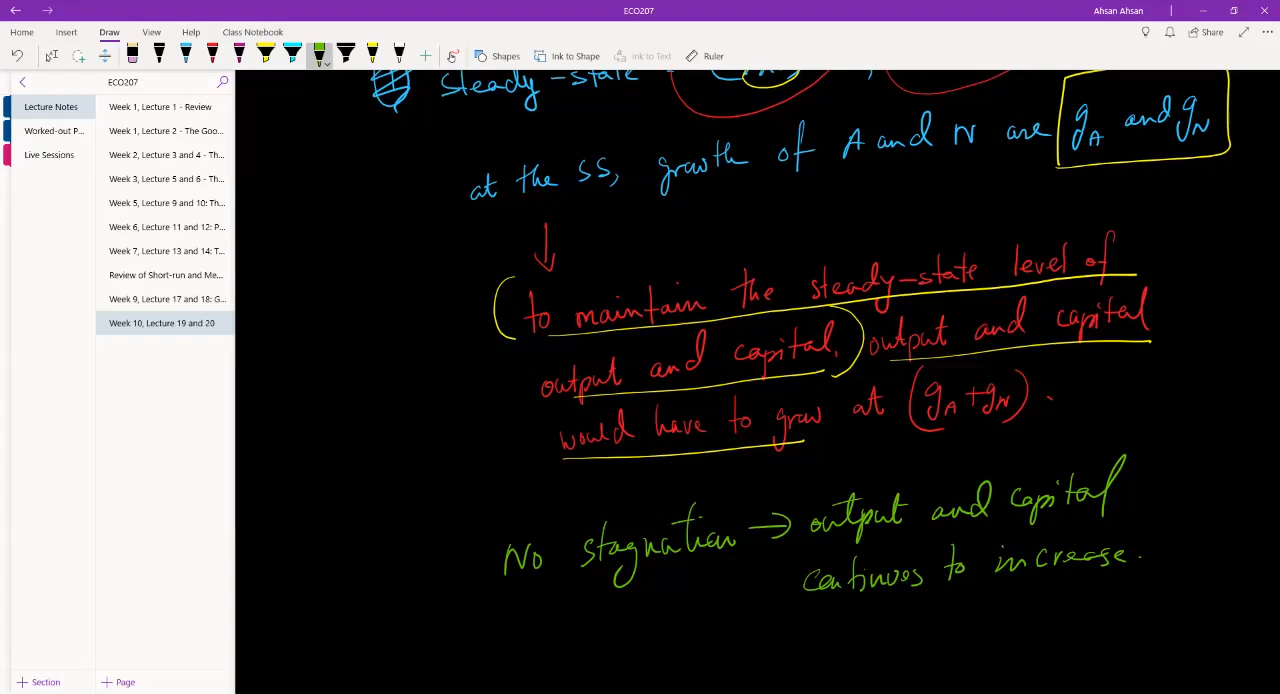 ECO207
Ahsan Ahsan
Home Insert Draw View Help Class Notebook
Share
Shapes Ink to Shape Ink to Text Ruler
ECO207
Lecture Notes
Worked-out P...
Live Sessions
Week 1, Lecture 1 - Review
Week 1, Lecture 2 - The Goo...
Week 2, Lecture 3 and 4 - Th...
Week 3, Lecture 5 and 6 - Th...
Week 5, Lecture 9 and 10: Th...
Week 6, Lecture 11 and 12: P...
Week 7, Lecture 13 and 14: T...
Review of Short-run and Me...
Week 9, Lecture 17 and 18: G...
Week 10, Lecture 19 and 20
Section
Page
steady-state
at the SS, growth of A and N are gA and gN
to maintain the steady-state level of
output and capital, output and capital
would have to grow at (gA + gN).
No stagnation → output and capital
continues to increase.